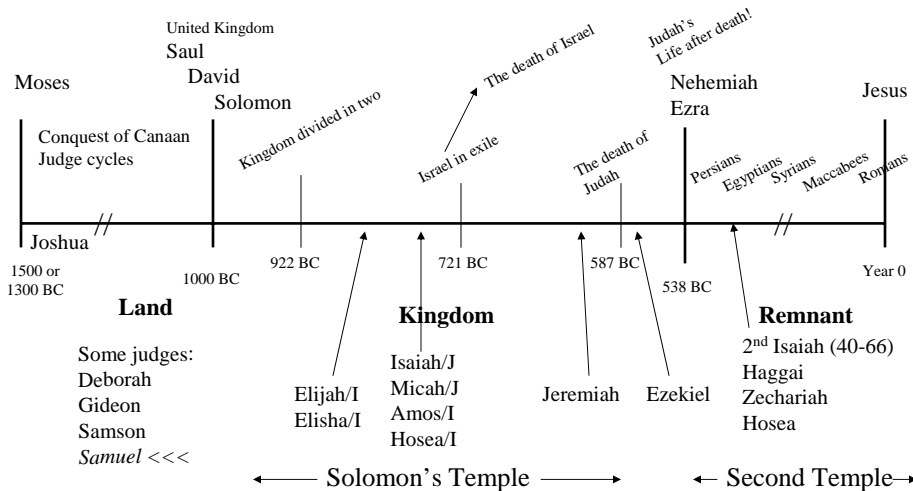 United Kingdom
Saul
David
Solomon
Moses
Conquest of Canaan
Judge cycles
Joshua
1500 or
1300 BC
1000 BC
Kingdom divided in two
922 BC
The death of Israel
Israel in exile
721 BC
The death of
Judah
587 BC
Judah's
Life after death!
Nehemiah
Ezra
538 BC
Persians
Egyptians
Syrians
Maccabees
Romans
Jesus
Year 0
Land
Some judges:
Deborah
Gideon
Samson
Samuel <<<
Kingdom
Elijah/I
Elisha/I
Isaiah/J
Micah/J
Amos/I
Hosea/I
Jeremiah
Ezekiel
Remnant
2nd Isaiah (40-66)
Haggai
Zechariah
Hosea
Solomon's Temple
Second Temple